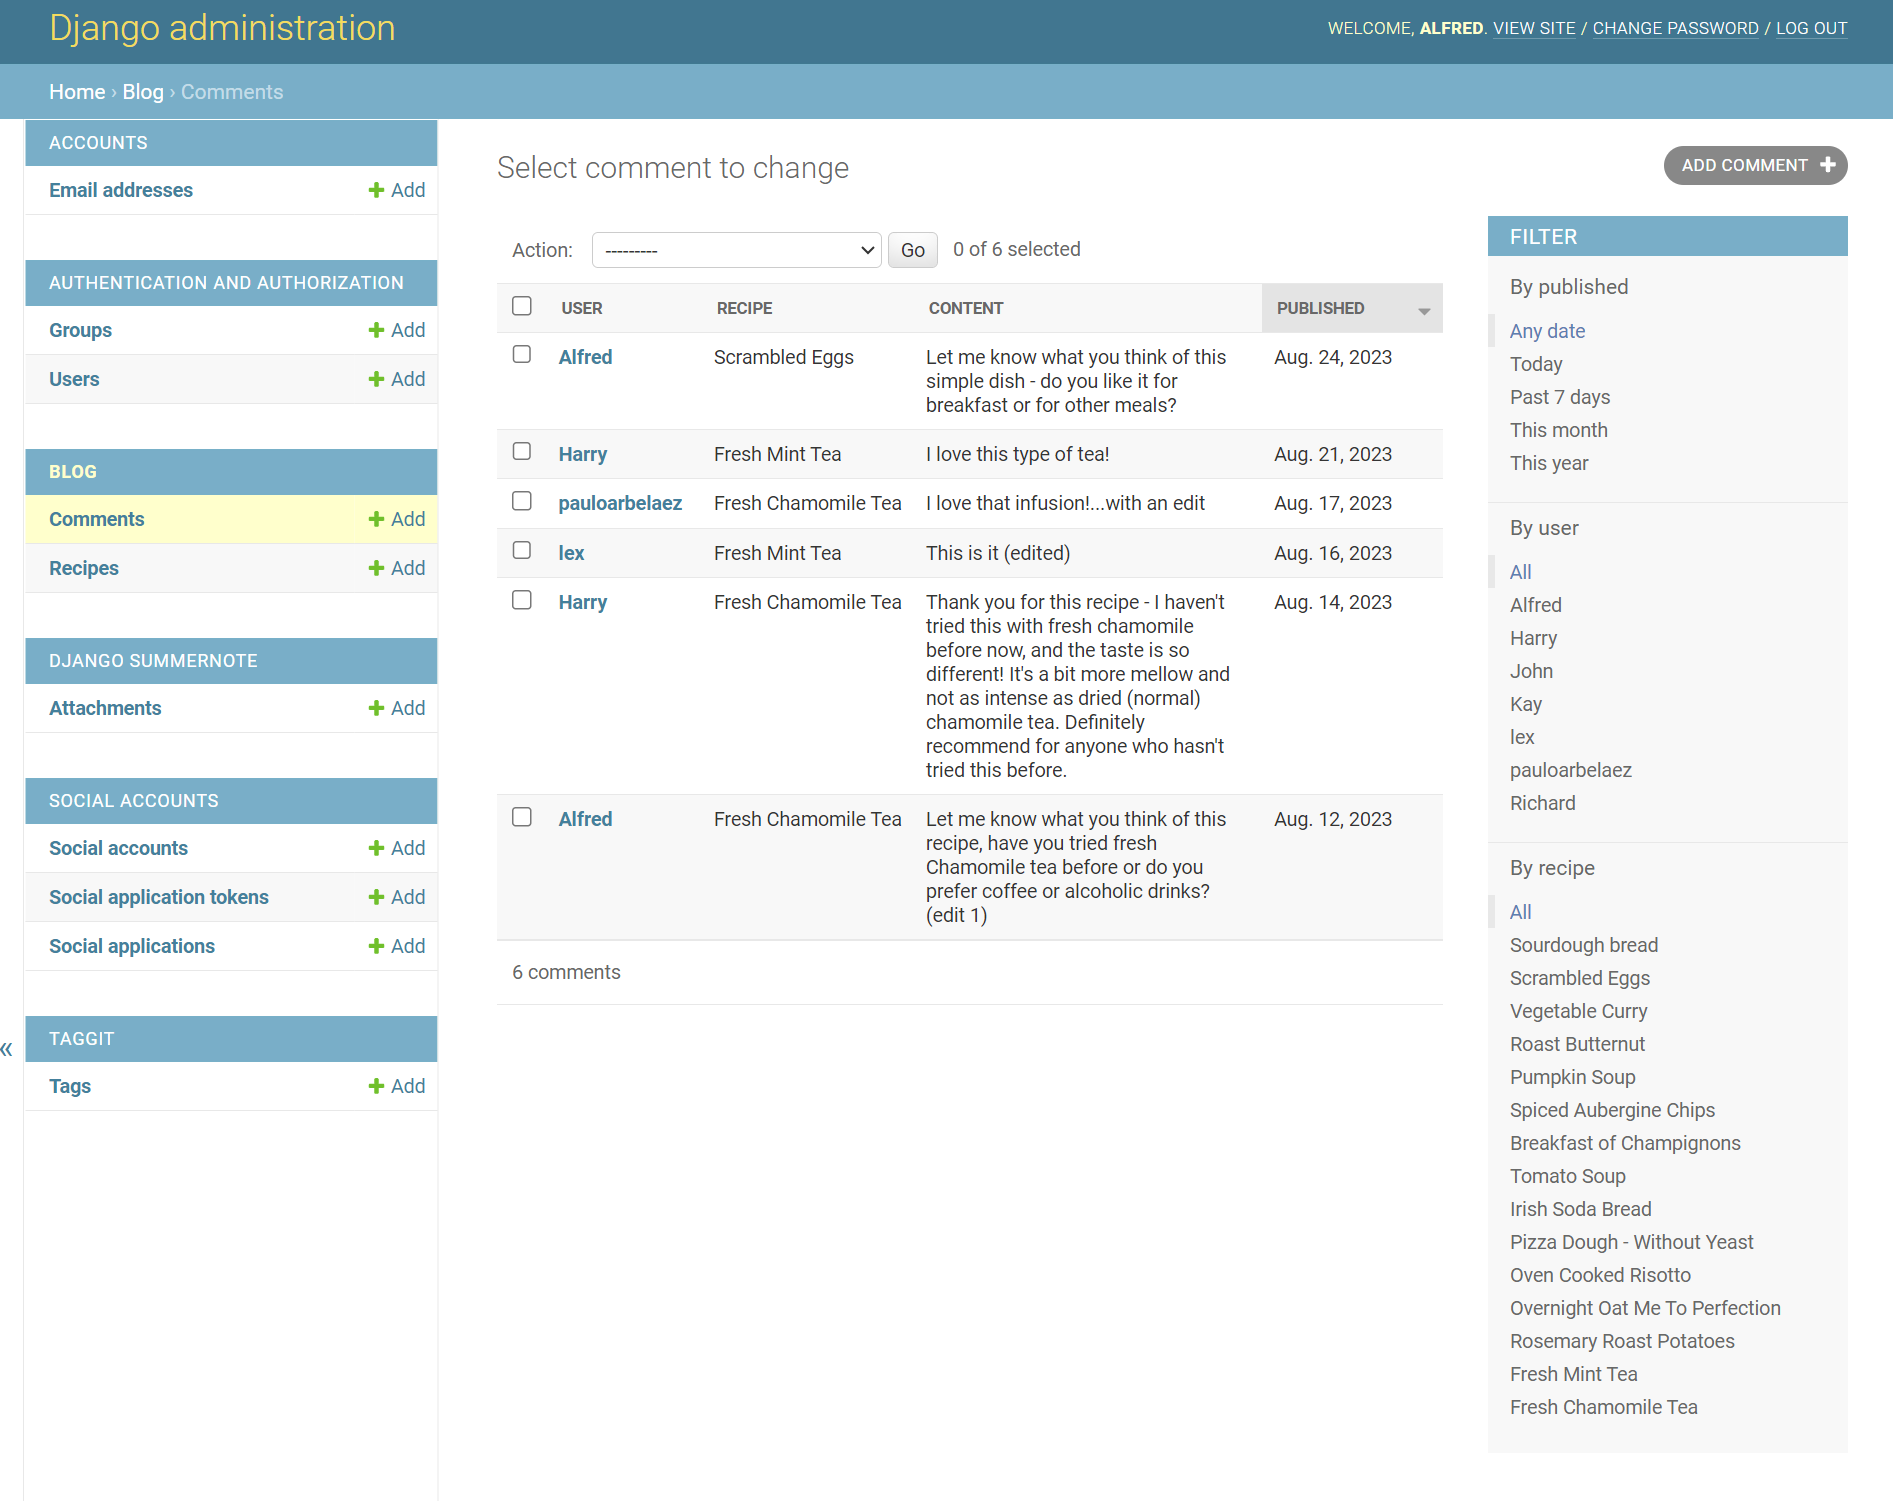 Django administration
WELCOME, ALFRED. VIEW SITE / CHANGE PASSWORD / LOG OUT
Home › Blog › Comments
ACCOUNTS
Email addresses + Add
AUTHENTICATION AND AUTHORIZATION
Groups + Add
Users + Add
BLOG
Comments + Add
Recipes + Add
DJANGO SUMMERNOTE
Attachments + Add
SOCIAL ACCOUNTS
Social accounts + Add
Social application tokens + Add
Social applications + Add
TAGGIT
Tags + Add
«
Select comment to change
ADD COMMENT +
Action: --------- Go 0 of 6 selected
USER RECIPE CONTENT PUBLISHED
Alfred Scrambled Eggs Let me know what you think of this Aug. 24, 2023
simple dish - do you like it for
breakfast or for other meals?
Harry Fresh Mint Tea I love this type of tea! Aug. 21, 2023
pauloarbelaez Fresh Chamomile Tea I love that infusion!...with an edit Aug. 17, 2023
lex Fresh Mint Tea This is it (edited) Aug. 16, 2023
Harry Fresh Chamomile Tea Thank you for this recipe - I haven't Aug. 14, 2023
tried this with fresh chamomile
before now, and the taste is so
different! It's a bit more mellow and
not as intense as dried (normal)
chamomile tea. Definitely
recommend for anyone who hasn't
tried this before.
Alfred Fresh Chamomile Tea Let me know what you think of this Aug. 12, 2023
recipe, have you tried fresh
Chamomile tea before or do you
prefer coffee or alcoholic drinks?
(edit 1)
6 comments
FILTER
By published
Any date
Today
Past 7 days
This month
This year
By user
All
Alfred
Harry
John
Kay
lex
pauloarbelaez
Richard
By recipe
All
Sourdough bread
Scrambled Eggs
Vegetable Curry
Roast Butternut
Pumpkin Soup
Spiced Aubergine Chips
Breakfast of Champignons
Tomato Soup
Irish Soda Bread
Pizza Dough - Without Yeast
Oven Cooked Risotto
Overnight Oat Me To Perfection
Rosemary Roast Potatoes
Fresh Mint Tea
Fresh Chamomile Tea